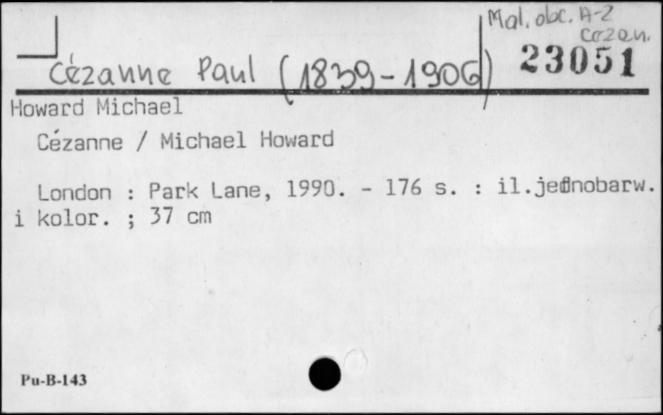 Mal. obc. A-Z
Cezan.
Cézanne Paul (1839-1906)
23051
Howard Michael
Cézanne / Michael Howard
London : Park Lane, 1990. - 176 s. : il.jednobarw.
i kolor. ; 37 cm
Pu-B-143